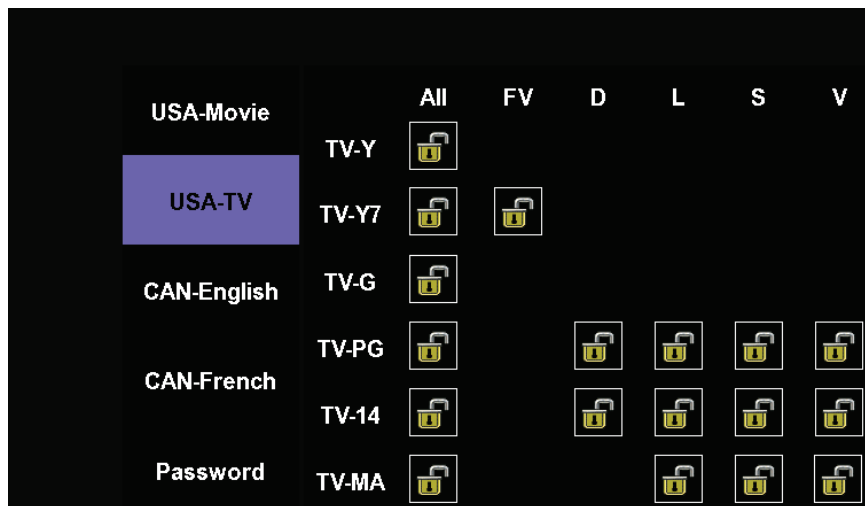 All FV D L S V
USA-Movie
TV-Y
USA-TV
TV-Y7
CAN-English
TV-G
TV-PG
CAN-French
TV-14
Password
TV-MA